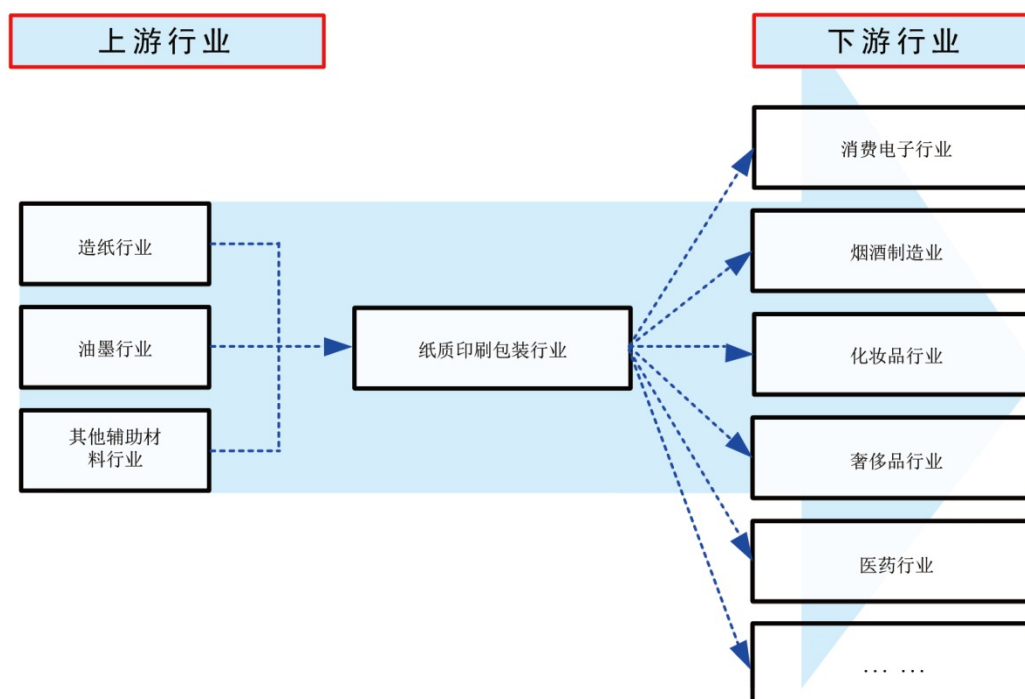 上游行业
下游行业
消费电子行业
造纸行业
烟酒制造业
油墨行业
纸质印刷包装行业
化妆品行业
其他辅助材
料行业
奢侈品行业
医药行业
… …